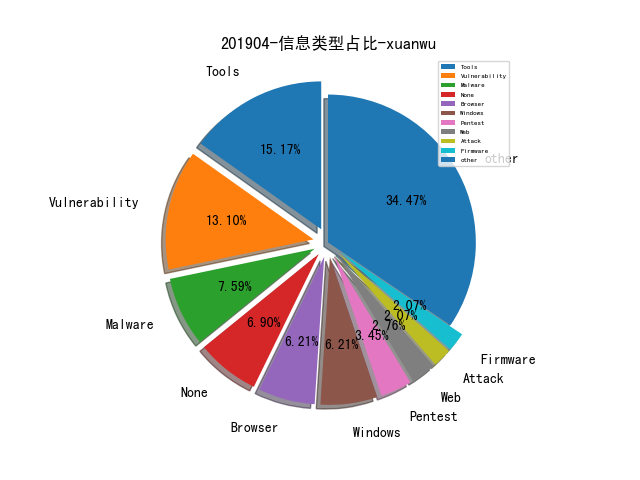 201904-信息类型占比-xuanwu
Tools
Vulnerability
Malware
None
Browser
Windows
Pentest
Web
Attack
Firmware
other
Tools
15.17%
Vulnerability
13.10%
Malware
7.59%
None
6.90%
Browser
6.21%
Windows
6.21%
Pentest
3.45%
Web
2.76%
Attack
2.07%
Firmware
2.07%
other
34.47%